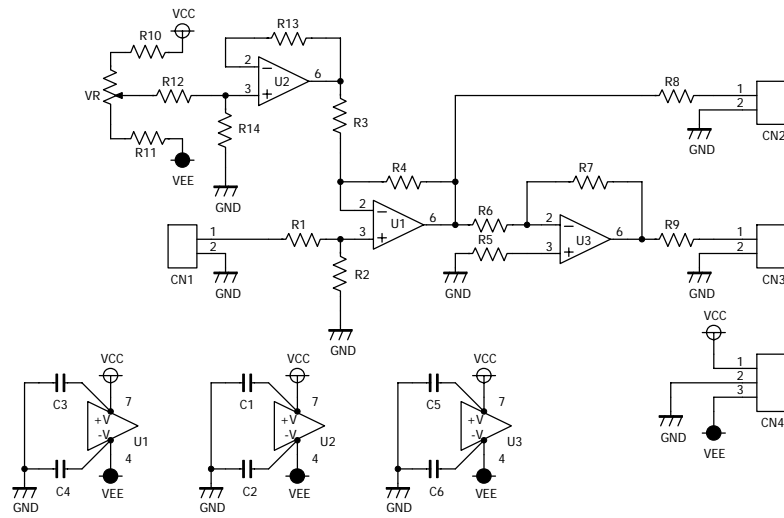 VCC
R10
R13
VR
R12
2
3
U2
6
R14
R11
VEE
GND
R3
R8
1
2
GND
CN2
R4
2
3
U1
6
R7
R6
R5
2
3
U3
6
GND
R9
1
2
GND
CN3
1
2
CN1
GND
R1
R2
GND
VCC
1
2
3
GND
VEE
CN4
VCC
C3
7
+V
-V
U1
C4
4
GND
VEE
VCC
C1
7
+V
-V
U2
C2
4
GND
VEE
VCC
C5
7
+V
-V
U3
C6
4
GND
VEE